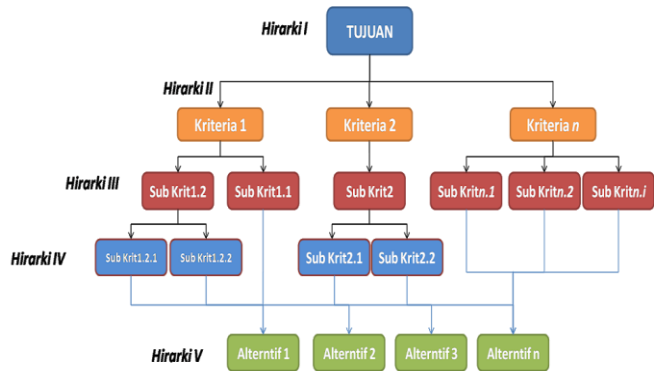 Hirarki I
TUJUAN
Hirarki II
Kriteria 1
Kriteria 2
Kriteria n
Hirarki III
Sub Krit1.2
Sub Krit1.1
Sub Krit2
Sub Kritn.1
Sub Kritn.2
Sub Kritn.i
Hirarki IV
Sub Krit1.2.1
Sub Krit1.2.2
Sub Krit2.1
Sub Krit2.2
Hirarki V
Alterntif 1
Alterntif 2
Alterntif 3
Alterntif n